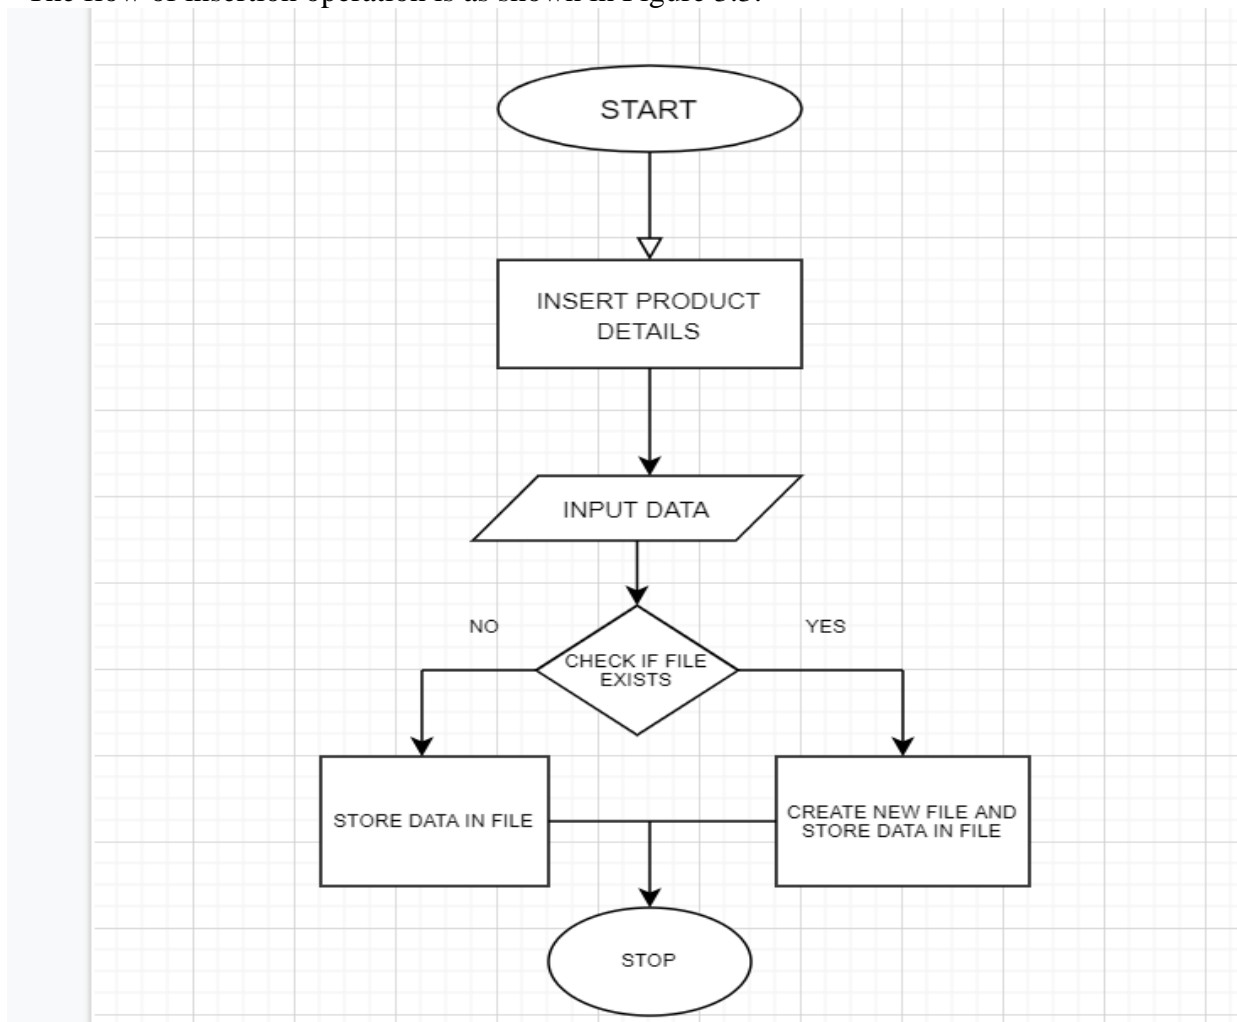 The flow of insertion operation is as shown in Figure 3.3.
START
INSERT PRODUCT
DETAILS
INPUT DATA
NO
YES
CHECK IF FILE
EXISTS
STORE DATA IN FILE
CREATE NEW FILE AND
STORE DATA IN FILE
STOP